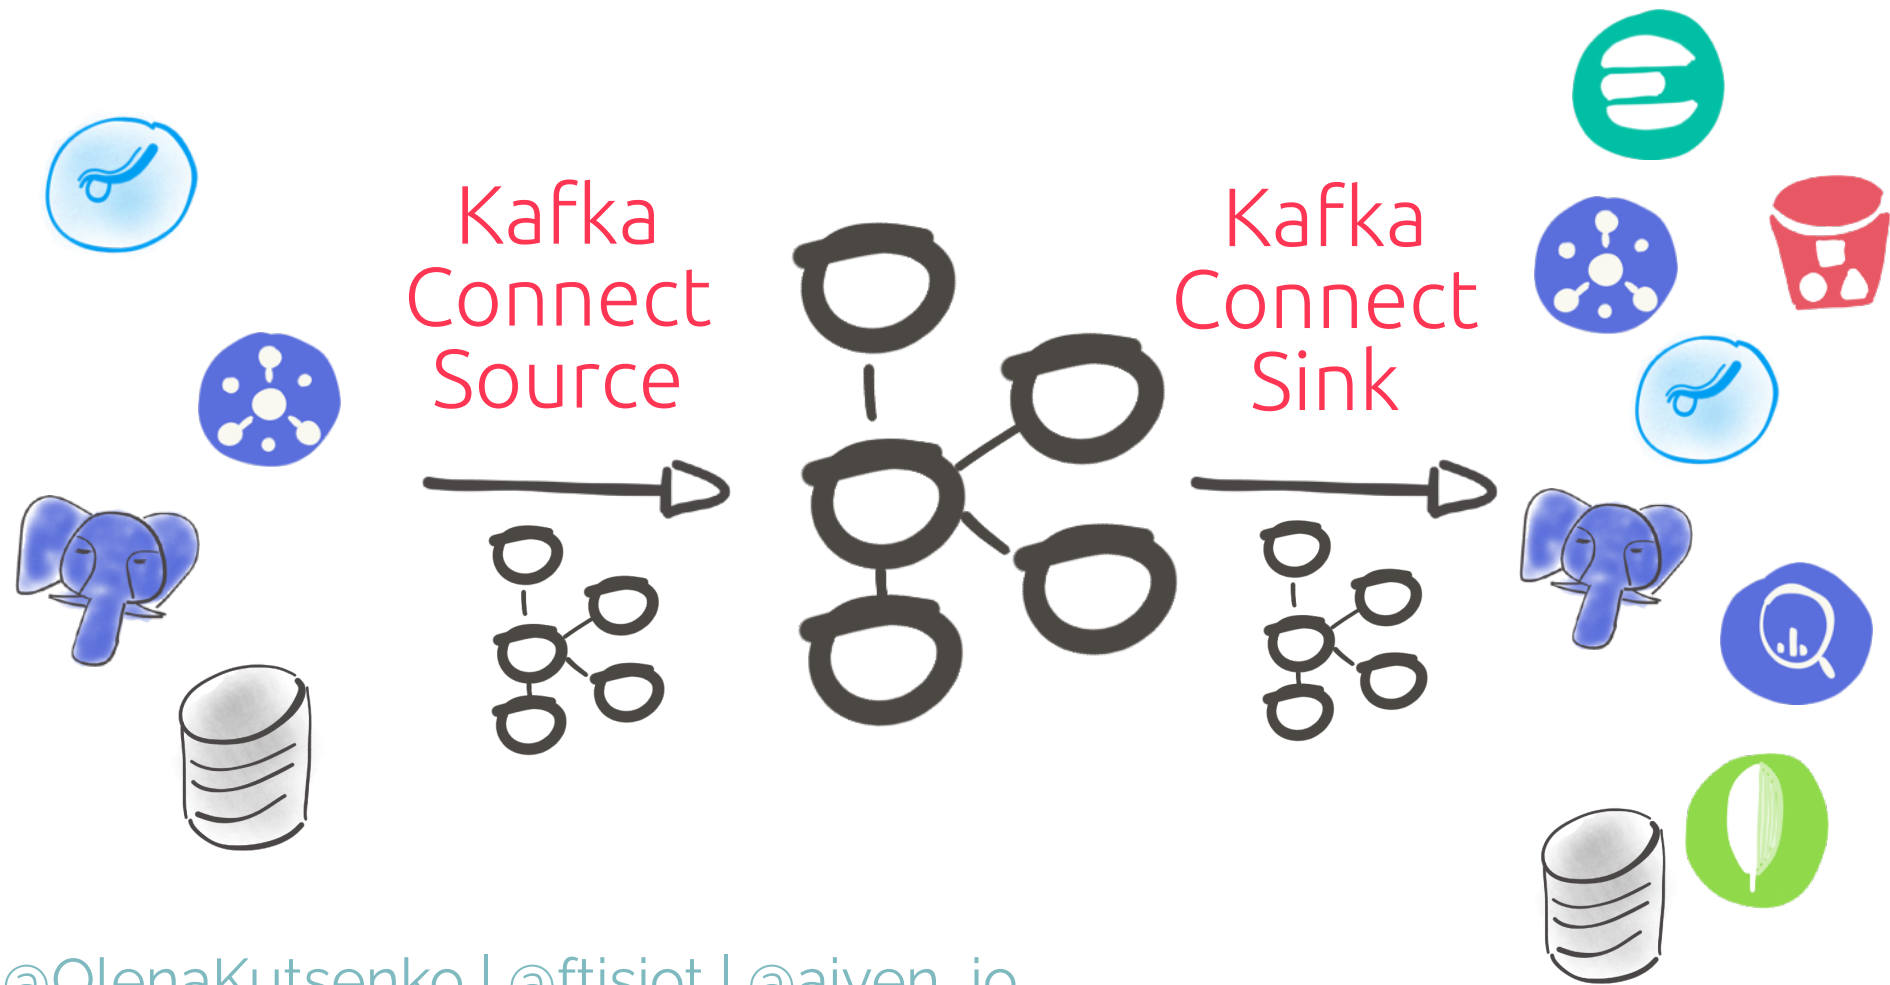 Kafka
Connect
Source
Kafka
Connect
Sink
@OlenaKutsenko | @ftisiot | @aiven_io